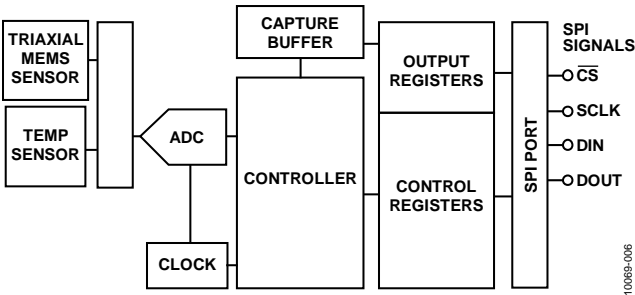 TRIAXIAL
MEMS
SENSOR
TEMP
SENSOR
ADC
CLOCK
CAPTURE
BUFFER
CONTROLLER
OUTPUT
REGISTERS
CONTROL
REGISTERS
SPI PORT
SPI
SIGNALS
CS
SCLK
DIN
DOUT
10069-006